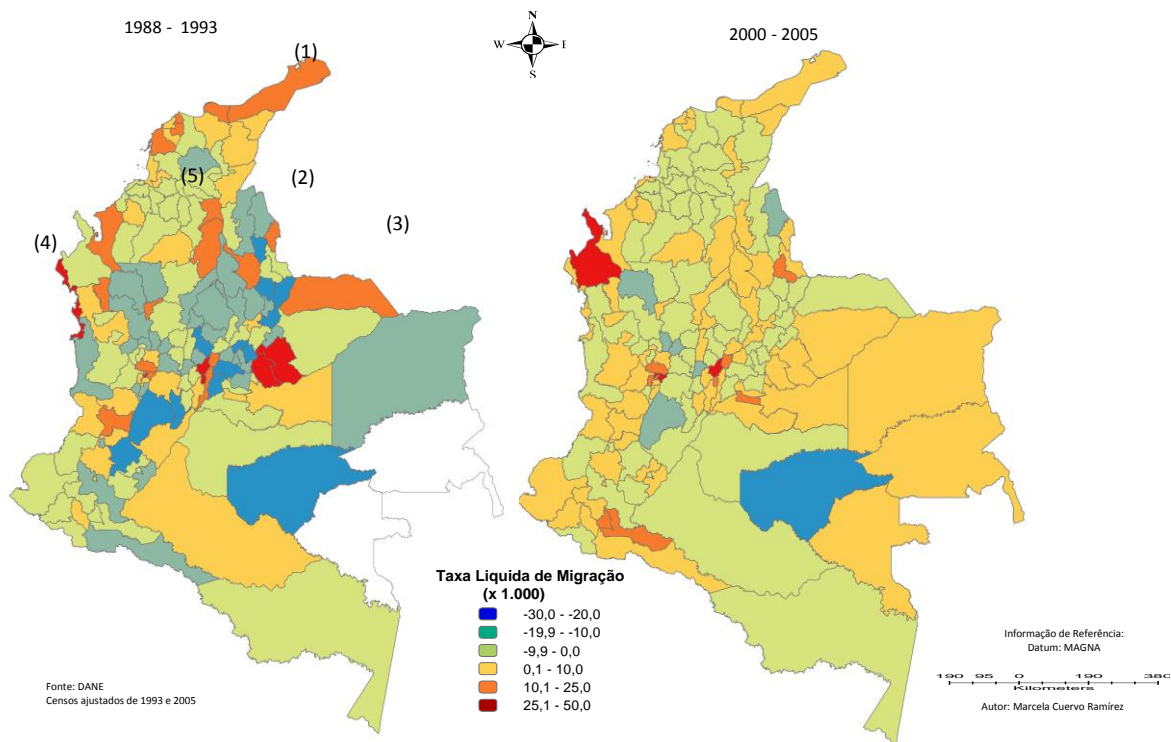 1988 - 1993
2000 - 2005
N
W
E
S
(1)
(2)
(3)
(4)
(5)
Taxa Liquida de Migração
(x 1.000)
-30,0 - -20,0
-19,9 - -10,0
-9,9 - 0,0
0,1 - 10,0
10,1 - 25,0
25,1 - 50,0
Fonte: DANE
Censos ajustados de 1993 e 2005
Informação de Referência:
Datum: MAGNA
190 95 0 190 380
Kilometers
Autor: Marcela Cuervo Ramírez